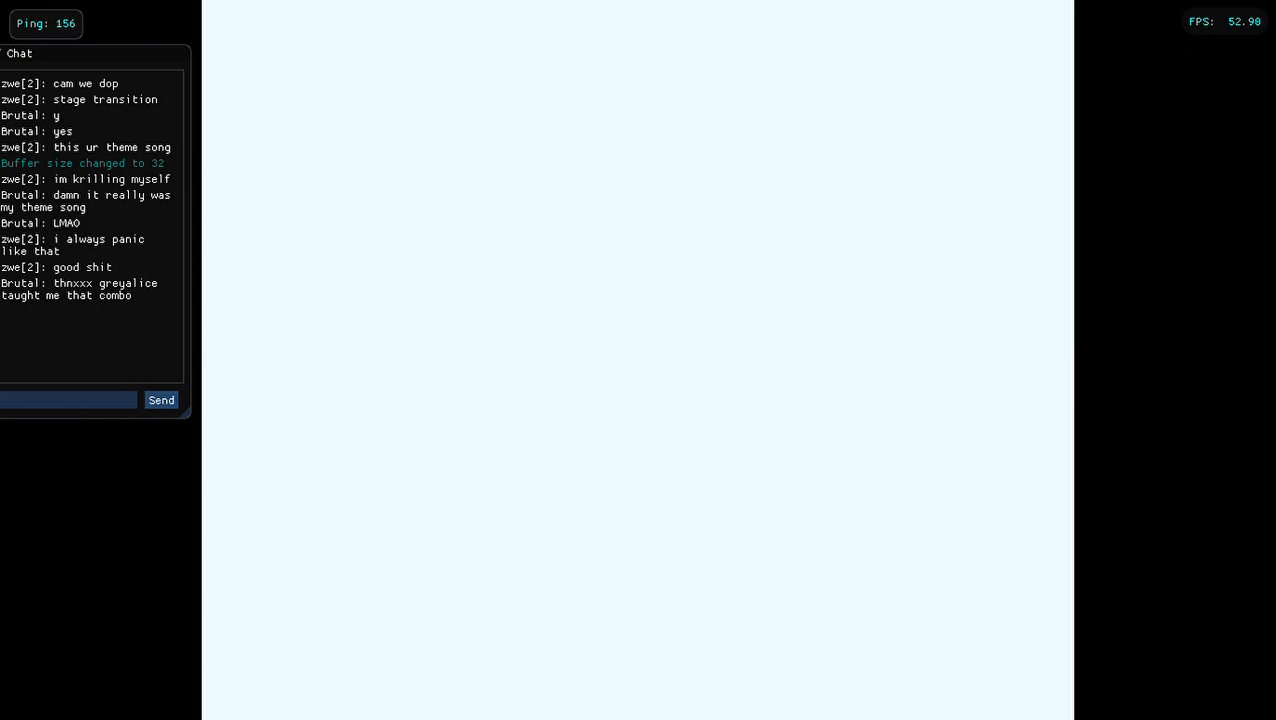 Ping: 156
FPS: 52.90
Chat
zwe[2]: cam we dop
zwe[2]: stage transition
Brutal: y
Brutal: yes
zwe[2]: this ur theme song
Buffer size changed to 32
zwe[2]: im krilling myself
Brutal: damn it really was
my theme song
Brutal: LMAO
zwe[2]: i always panic
like that
zwe[2]: good shit
Brutal: thnxxx greyalice
taught me that combo
Send